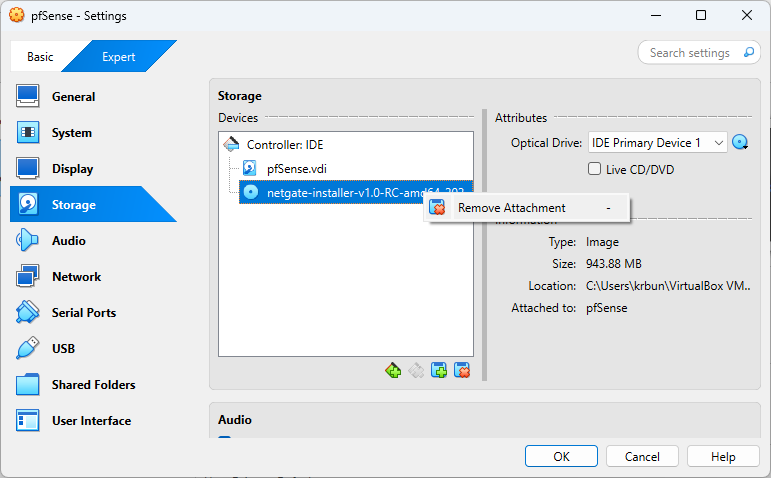 pfSense - Settings
Basic
Expert
Search settings
General
System
Display
Storage
Audio
Network
Serial Ports
USB
Shared Folders
User Interface
Storage
Devices
Controller: IDE
pfSense.vdi
netgate-installer-v1.0-RC-amd64-202
Remove Attachment -
Attributes
Optical Drive: IDE Primary Device 1
Live CD/DVD
Information
Type: Image
Size: 943.88 MB
Location: C:\Users\krbun\VirtualBox VM..
Attached to: pfSense
Audio
OK
Cancel
Help